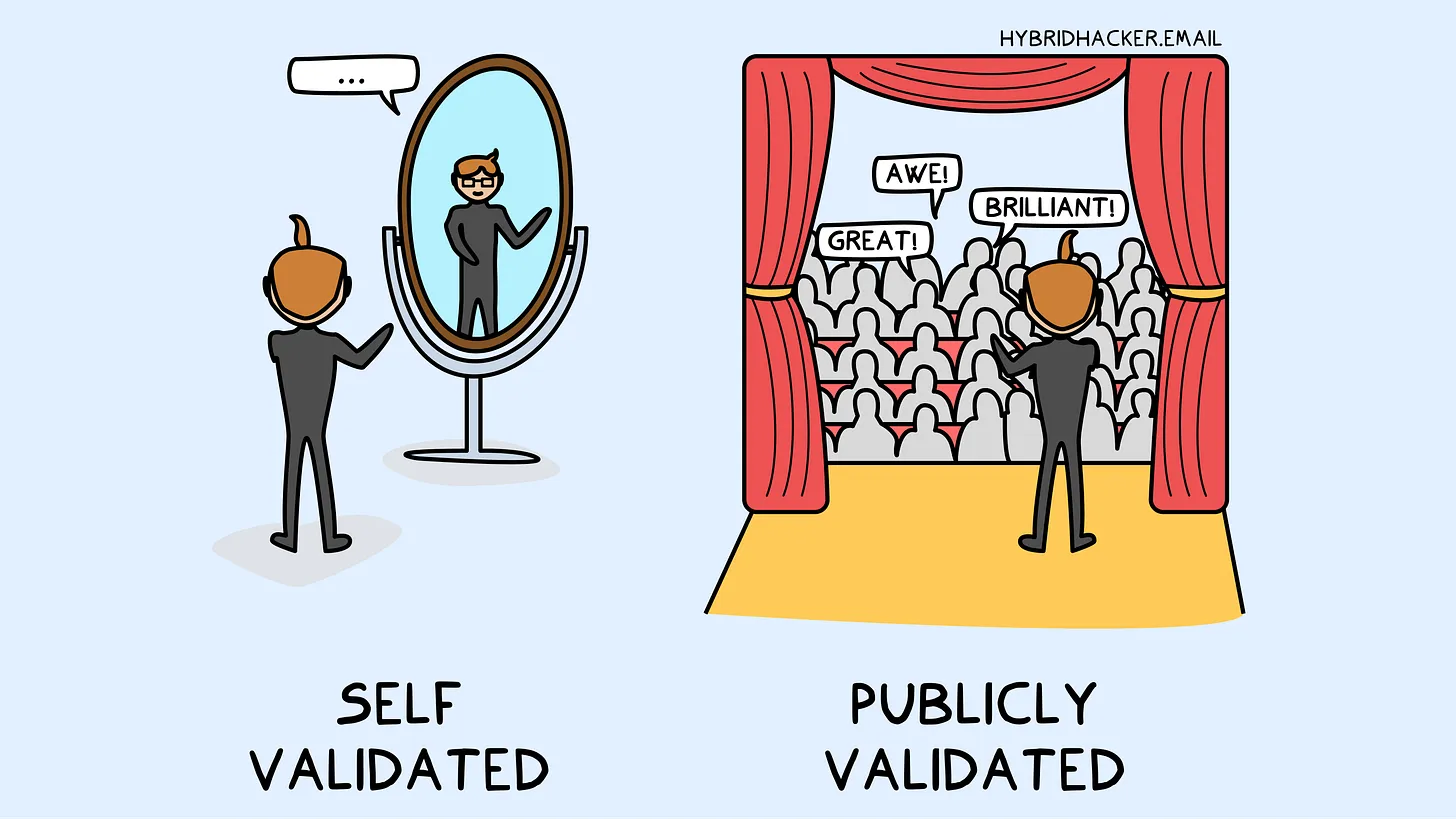 HYBRIDHACKER.EMAIL
...
AWE!
BRILLIANT!
GREAT!
SELF
VALIDATED
PUBLICLY
VALIDATED